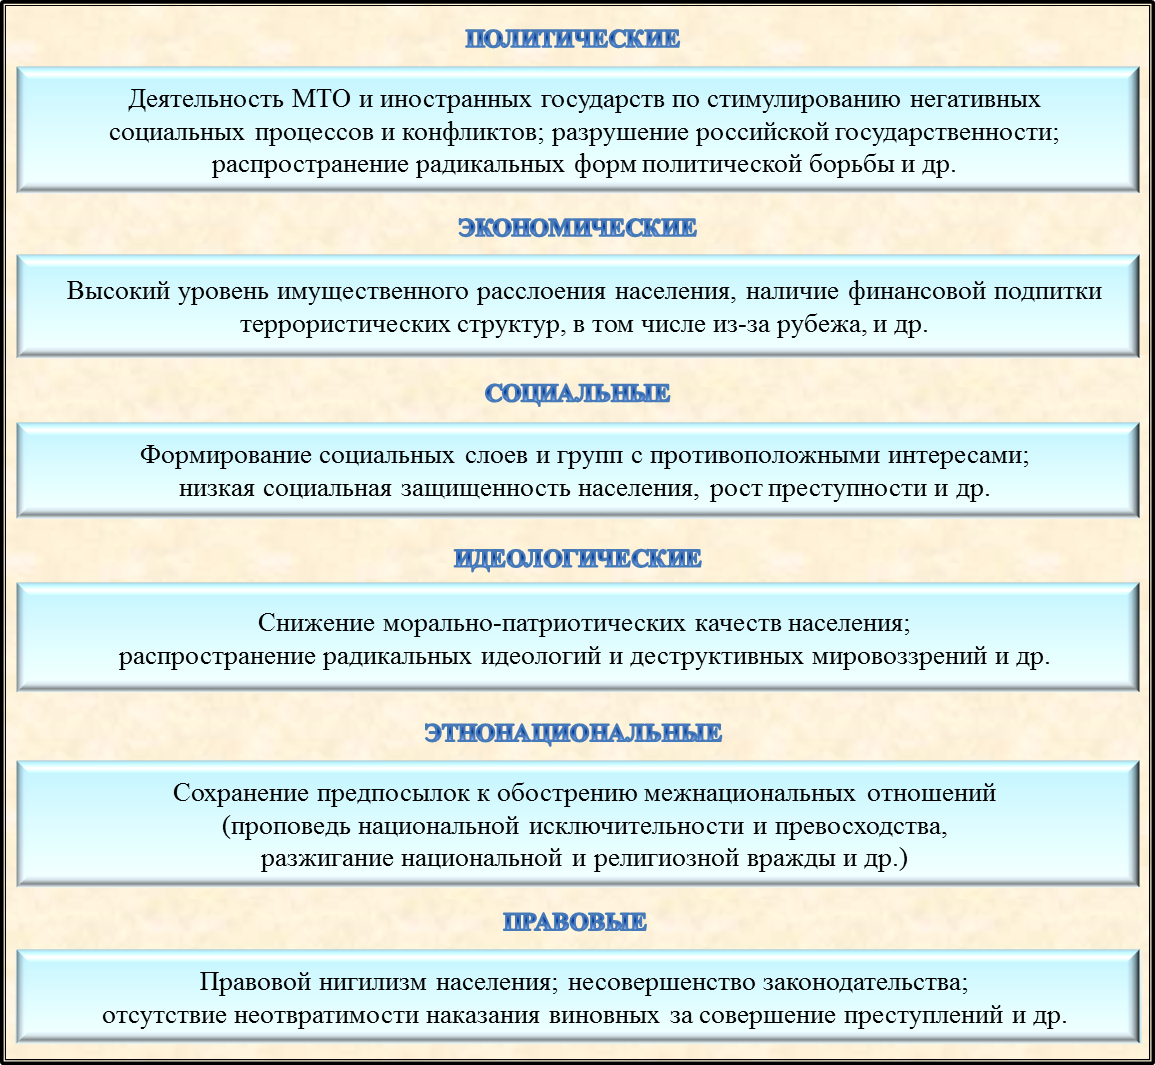 ПОЛИТИЧЕСКИЕ
Деятельность МТО и иностранных государств по стимулированию негативных
социальных процессов и конфликтов; разрушение российской государственности;
распространение радикальных форм политической борьбы и др.
ЭКОНОМИЧЕСКИЕ
Высокий уровень имущественного расслоения населения, наличие финансовой подпитки
террористических структур, в том числе из-за рубежа, и др.
СОЦИАЛЬНЫЕ
Формирование социальных слоев и групп с противоположными интересами;
низкая социальная защищенность населения, рост преступности и др.
ИДЕОЛОГИЧЕСКИЕ
Снижение морально-патриотических качеств населения;
распространение радикальных идеологий и деструктивных мировоззрений и др.
ЭТНОНАЦИОНАЛЬНЫЕ
Сохранение предпосылок к обострению межнациональных отношений
(проповедь национальной исключительности и превосходства,
разжигание национальной и религиозной вражды и др.)
ПРАВОВЫЕ
Правовой нигилизм населения; несовершенство законодательства;
отсутствие неотвратимости наказания виновных за совершение преступлений и др.